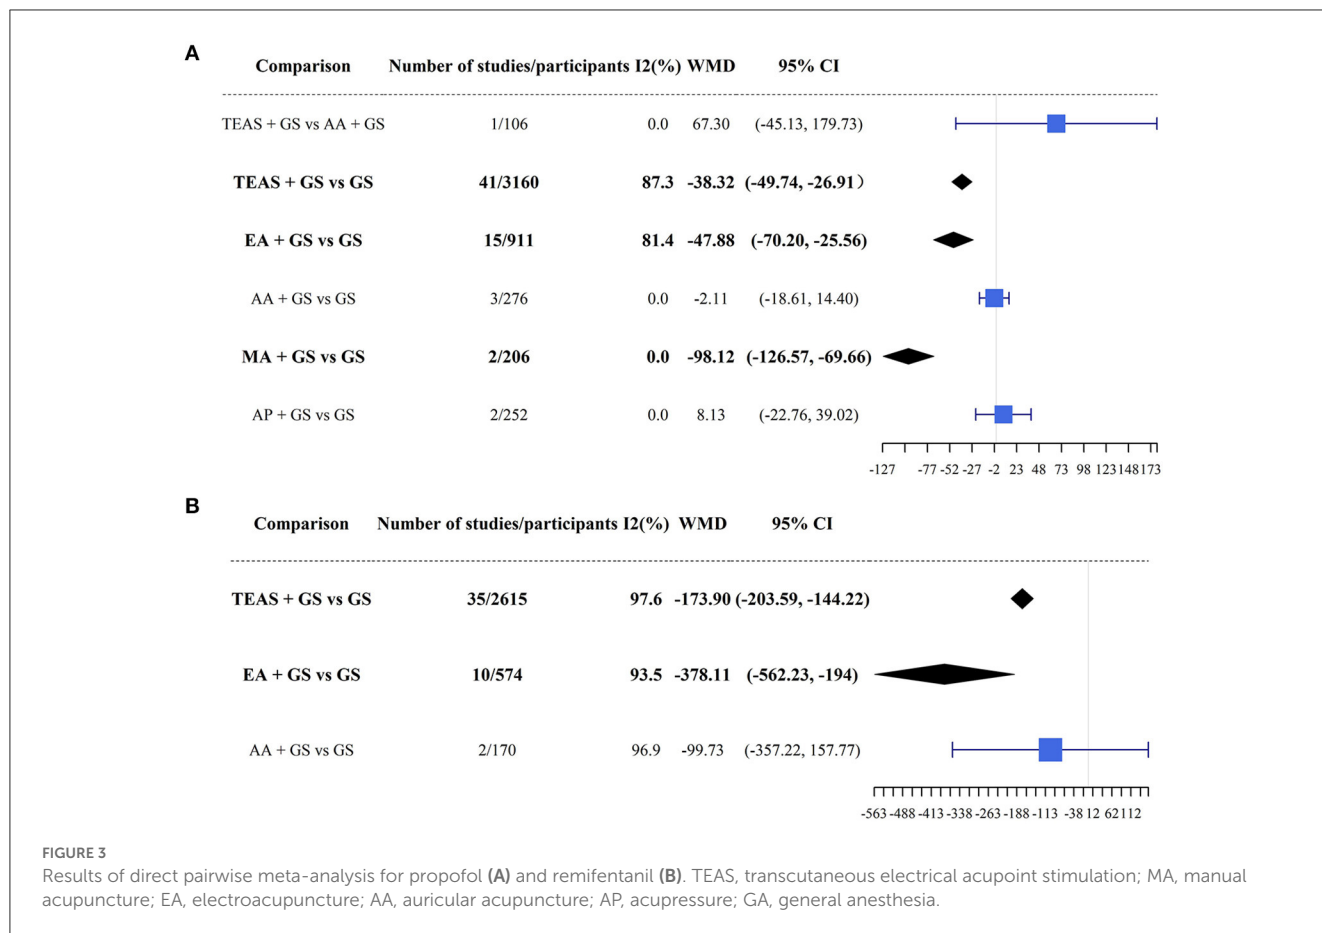 A
Comparison Number of studies/participants I2(%) WMD 95% CI
TEAS + GS vs AA + GS 1/106 0.0 67.30 (-45.13, 179.73)
TEAS + GS vs GS 41/3160 87.3 -38.32 (-49.74, -26.91）
EA + GS vs GS 15/911 81.4 -47.88 (-70.20, -25.56)
AA + GS vs GS 3/276 0.0 -2.11 (-18.61, 14.40)
MA + GS vs GS 2/206 0.0 -98.12 (-126.57, -69.66)
AP + GS vs GS 2/252 0.0 8.13 (-22.76, 39.02)
-127 -77 -52 -27 -2 23 48 73 98 123 148 173
B
Comparison Number of studies/participants I2(%) WMD 95% CI
TEAS + GS vs GS 35/2615 97.6 -173.90 (-203.59, -144.22)
EA + GS vs GS 10/574 93.5 -378.11 (-562.23, -194)
AA + GS vs GS 2/170 96.9 -99.73 (-357.22, 157.77)
-563 -488 -413 -338 -263 -188 -113 -38 12 62 112
FIGURE 3
Results of direct pairwise meta-analysis for propofol (A) and remifentanil (B). TEAS, transcutaneous electrical acupoint stimulation; MA, manual
acupuncture; EA, electroacupuncture; AA, auricular acupuncture; AP, acupressure; GA, general anesthesia.